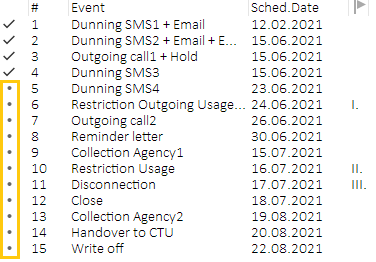 # Event Sched.Date
1 Dunning SMS1 + Email 12.02.2021
2 Dunning SMS2 + Email + E... 15.06.2021
3 Outgoing call1 + Hold 15.06.2021
4 Dunning SMS3 15.06.2021
5 Dunning SMS4 23.06.2021
6 Restriction Outgoing Usage... 24.06.2021 I.
7 Outgoing call2 26.06.2021
8 Reminder letter 30.06.2021
9 Collection Agency1 15.07.2021
10 Restriction Usage 16.07.2021 II.
11 Disconnection 17.07.2021 III.
12 Close 18.07.2021
13 Collection Agency2 19.08.2021
14 Handover to CTU 20.08.2021
15 Write off 22.08.2021